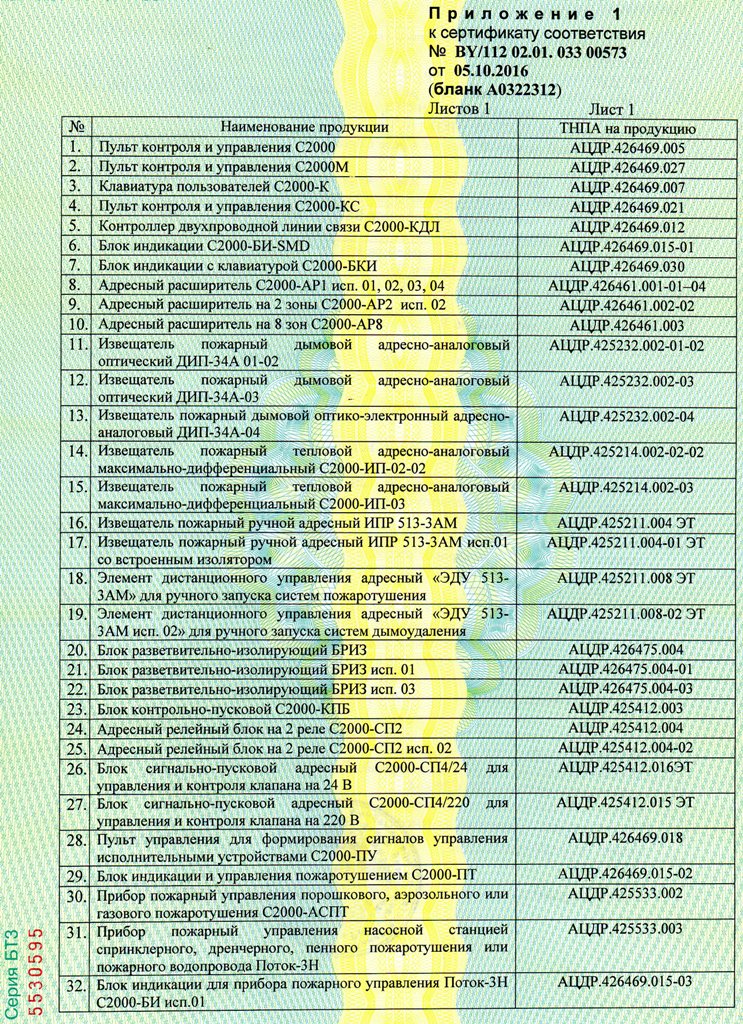 Приложение 1
к сертификату соответствия
№ BY/112 02.01. 033 00573
от 05.10.2016
(бланк А0322312)
Листов 1 Лист 1
№ Наименование продукции ТНПА на продукцию
1. Пульт контроля и управления С2000 АЦДР.426469.005
2. Пульт контроля и управления С2000М АЦДР.426469.027
3. Клавиатура пользователей С2000-К АЦДР.426469.007
4. Пульт контроля и управления С2000-КС АЦДР.426469.021
5. Контроллер двухпроводной линии связи С2000-КДЛ АЦДР.426469.012
6. Блок индикации С2000-БИ-SMD АЦДР.426469.015-01
7. Блок индикации с клавиатурой С2000-БКИ АЦДР.426469.030
8. Адресный расширитель С2000-АР1 исп. 01, 02, 03, 04 АЦДР.426461.001-01–04
9. Адресный расширитель на 2 зоны С2000-АР2 исп. 02 АЦДР.426461.002-02
10. Адресный расширитель на 8 зон С2000-АР8 АЦДР.426461.003
11. Извещатель пожарный дымовой адресно-аналоговый АЦДР.425232.002-01-02
оптический ДИП-34А 01-02
12. Извещатель пожарный дымовой адресно-аналоговый АЦДР.425232.002-03
оптический ДИП-34А-03
13. Извещатель пожарный дымовой оптико-электронный адресно- АЦДР.425232.002-04
аналоговый ДИП-34А-04
14. Извещатель пожарный тепловой адресно-аналоговый АЦДР.425214.002-02-02
максимально-дифференциальный С2000-ИП-02-02
15. Извещатель пожарный тепловой адресно-аналоговый АЦДР.425214.002-03
максимально-дифференциальный С2000-ИП-03
16. Извещатель пожарный ручной адресный ИПР 513-3АМ АЦДР.425211.004 ЭТ
17. Извещатель пожарный ручной адресный ИПР 513-3АМ исп.01 АЦДР.425211.004-01 ЭТ
со встроенным изолятором
18. Элемент дистанционного управления адресный «ЭДУ 513- АЦДР.425211.008 ЭТ
3АМ» для ручного запуска систем пожаротушения
19. Элемент дистанционного управления адресный «ЭДУ 513- АЦДР.425211.008-02 ЭТ
3АМ исп. 02» для ручного запуска систем дымоудаления
20. Блок разветвительно-изолирующий БРИЗ АЦДР.426475.004
21. Блок разветвительно-изолирующий БРИЗ исп. 01 АЦДР.426475.004-01
22. Блок разветвительно-изолирующий БРИЗ исп. 03 АЦДР.426475.004-03
23. Блок контрольно-пусковой С2000-КПБ АЦДР.425412.003
24. Адресный релейный блок на 2 реле С2000-СП2 АЦДР.425412.004
25. Адресный релейный блок на 2 реле С2000-СП2 исп. 02 АЦДР.425412.004-02
26. Блок сигнально-пусковой адресный С2000-СП4/24 для АЦДР.425412.016ЭТ
управления и контроля клапана на 24 В
27. Блок сигнально-пусковой адресный С2000-СП4/220 для АЦДР.425412.015 ЭТ
управления и контроля клапана на 220 В
28. Пульт управления для формирования сигналов управления АЦДР.426469.018
исполнительными устройствами С2000-ПУ
29. Блок индикации и управления пожаротушением С2000-ПТ АЦДР.426469.015-02
30. Прибор пожарный управления порошкового, аэрозольного или АЦДР.425533.002
газового пожаротушения С2000-АСПТ
31. Прибор пожарный управления насосной станцией АЦДР.425533.003
спринклерного, дренчерного, пенного пожаротушения или
пожарного водопровода Поток-3Н
32. Блок индикации для прибора пожарного управления Поток-3Н АЦДР.426469.015-03
С2000-БИ исп.01
Серия БТЗ
5530595